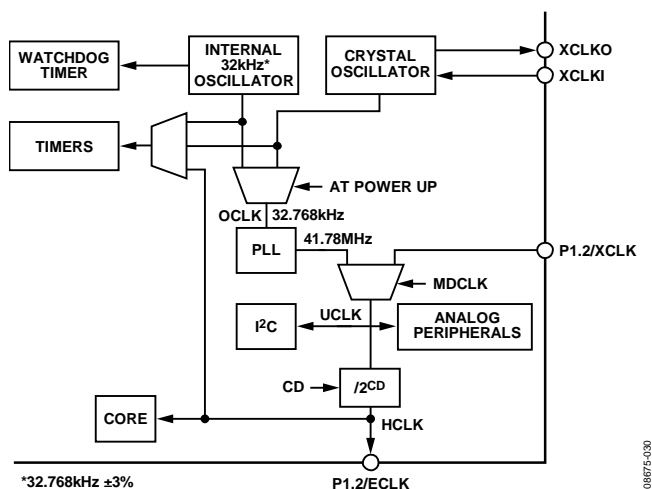 WATCHDOG
TIMER
INTERNAL
32kHz*
OSCILLATOR
CRYSTAL
OSCILLATOR
XCLKO
XCLKI
TIMERS
AT POWER UP
OCLK 32.768kHz
PLL
41.78MHz
P1.2/XCLK
MDCLK
I²C
UCLK
ANALOG
PERIPHERALS
CD
/2ᶜᴰ
CORE
HCLK
*32.768kHz ±3%
P1.2/ECLK
08675-030